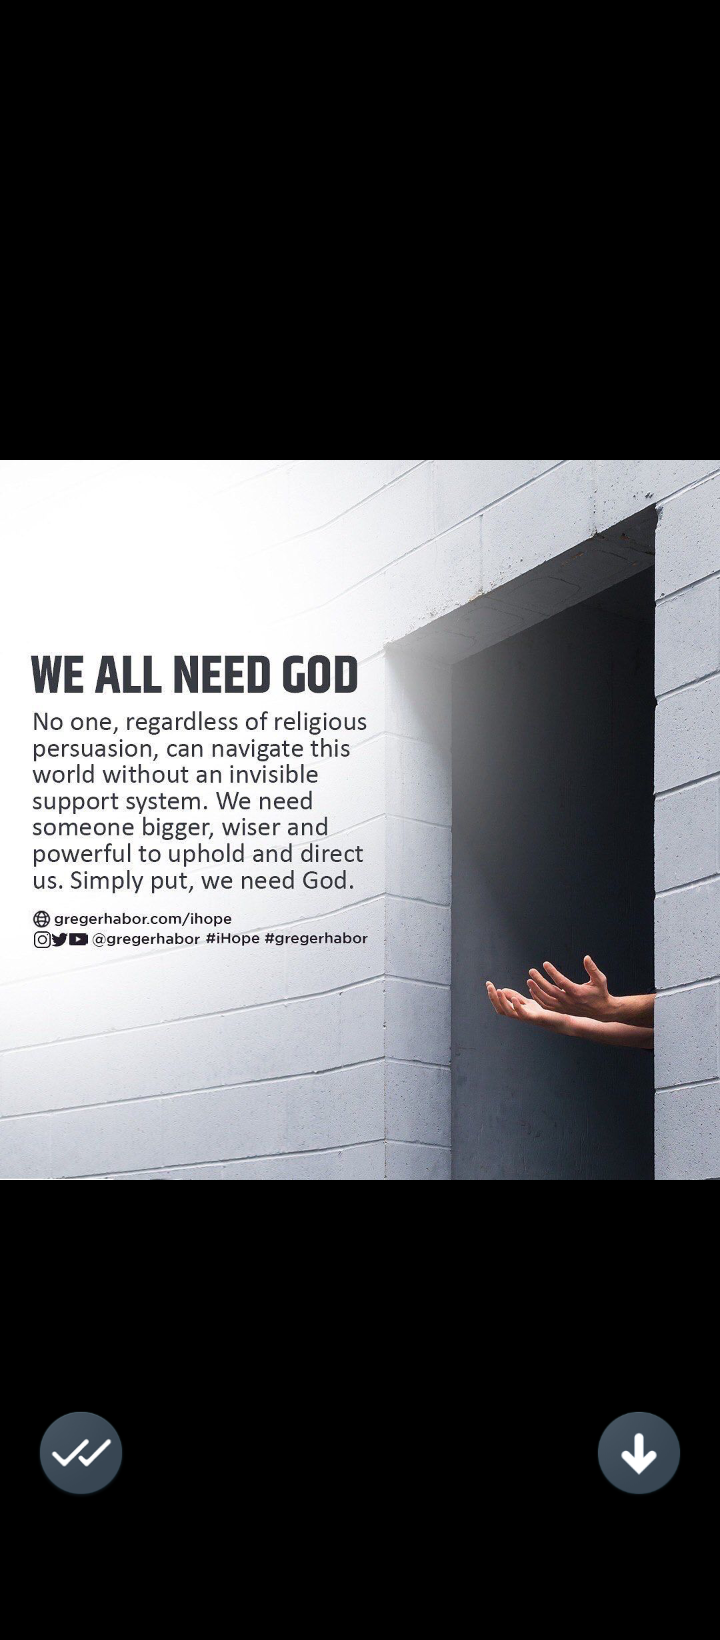 WE ALL NEED GOD
No one, regardless of religious
persuasion, can navigate this
world without an invisible
support system. We need
someone bigger, wiser and
powerful to uphold and direct
us. Simply put, we need God.
gregerhabor.com/ihope
@gregerhabor #iHope #gregerhabor